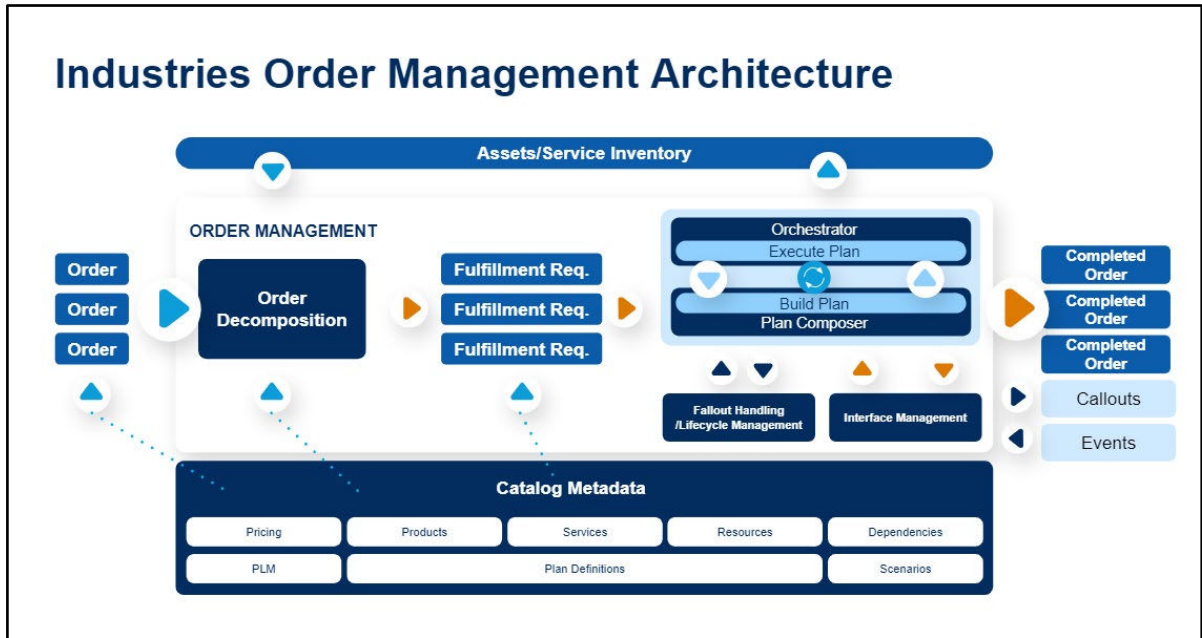 Industries Order Management Architecture
Assets/Service Inventory
ORDER MANAGEMENT
Order
Order
Order
Order
Decomposition
Fulfillment Req.
Fulfillment Req.
Fulfillment Req.
Orchestrator
Execute Plan
Build Plan
Plan Composer
Fallout Handling
/Lifecycle Management
Interface Management
Completed
Order
Completed
Order
Completed
Order
Callouts
Events
Catalog Metadata
Pricing
Products
Services
Resources
Dependencies
PLM
Plan Definitions
Scenarios